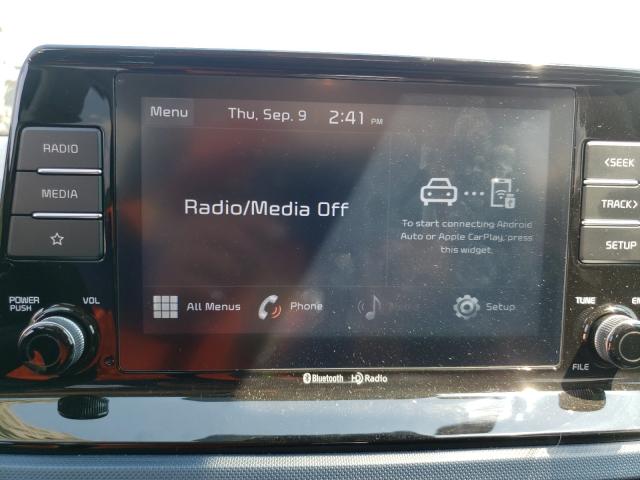 Menu Thu, Sep. 9 2:41 PM
RADIO
MEDIA
Radio/Media Off
To start connecting Android
Auto or Apple CarPlay, press
this widget.
<SEEK
TRACK>
SETUP
POWER
PUSH
VOL
All Menus Phone Setup
TUNE
FILE
Bluetooth HD Radio